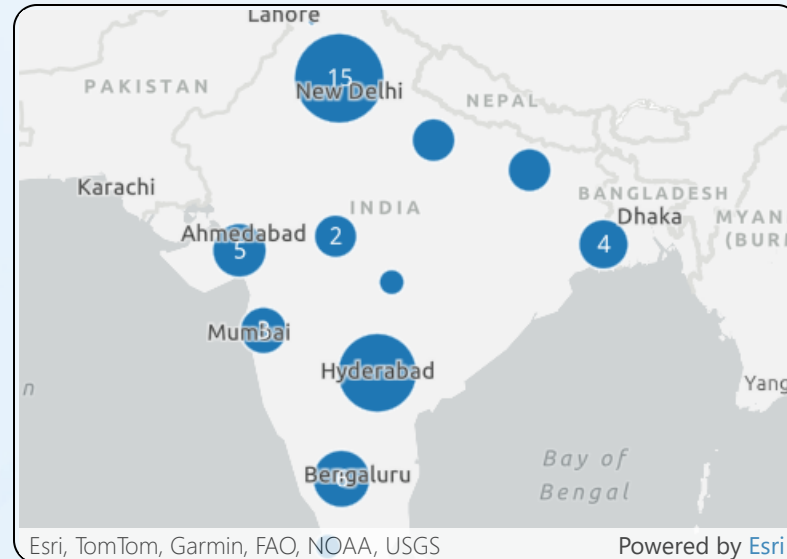 Lahore
15
New Delhi
PAKISTAN
NEPAL
Karachi
INDIA
BANGLADESH
Dhaka
MYAN
(BURM
Ahmedabad
5
2
4
Mumbai
Hyderabad
n
Yang
Bengaluru
Bay of
Bengal
Esri, TomTom, Garmin, FAO, NOAA, USGS
Powered by Esri